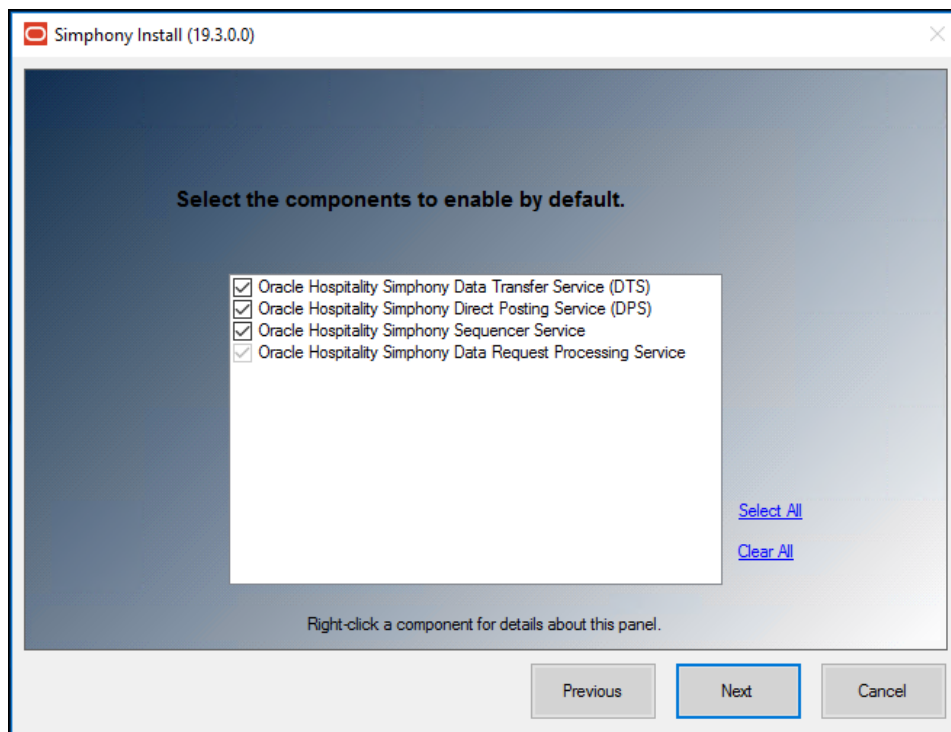 Simphony Install (19.3.0.0)
Select the components to enable by default.
Oracle Hospitality Simphony Data Transfer Service (DTS)
Oracle Hospitality Simphony Direct Posting Service (DPS)
Oracle Hospitality Simphony Sequencer Service
Oracle Hospitality Simphony Data Request Processing Service
Select All
Clear All
Right-click a component for details about this panel.
Previous
Next
Cancel